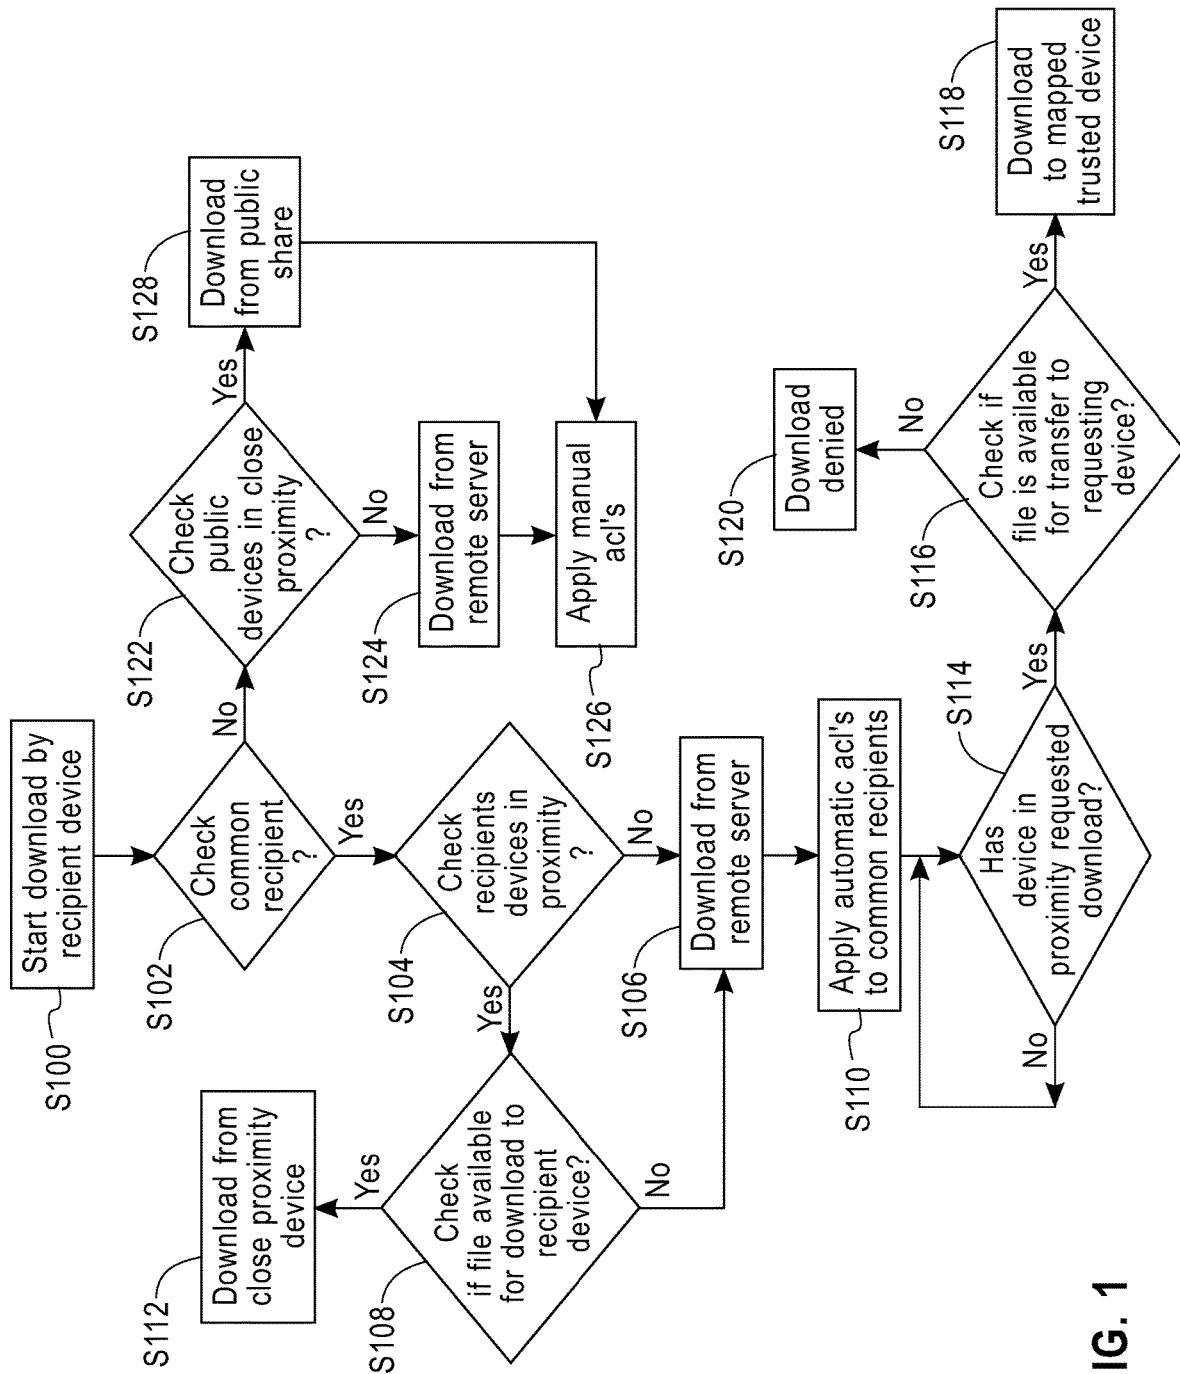 S100
Start download by
recipient device
S102
Check
common
recipient
?
No
Yes
S122
Check
public
devices in close
proximity
?
Yes
No
S128
Download
from public
share
S124
Download from
remote server
S126
Apply manual
acl's
S104
Check
recipients
devices in
proximity
?
Yes
No
S108
Check
if file available
for download to
recipient
device?
Yes
No
S112
Download from
close proximity
device
S106
Download from
remote server
S110
Apply automatic acl's
to common recipients
S114
Has
device in
proximity requested
download?
No
Yes
S116
Check if
file is available
for transfer to
requesting
device?
No
Yes
S120
Download
denied
S118
Download
to mapped
trusted device
IG. 1